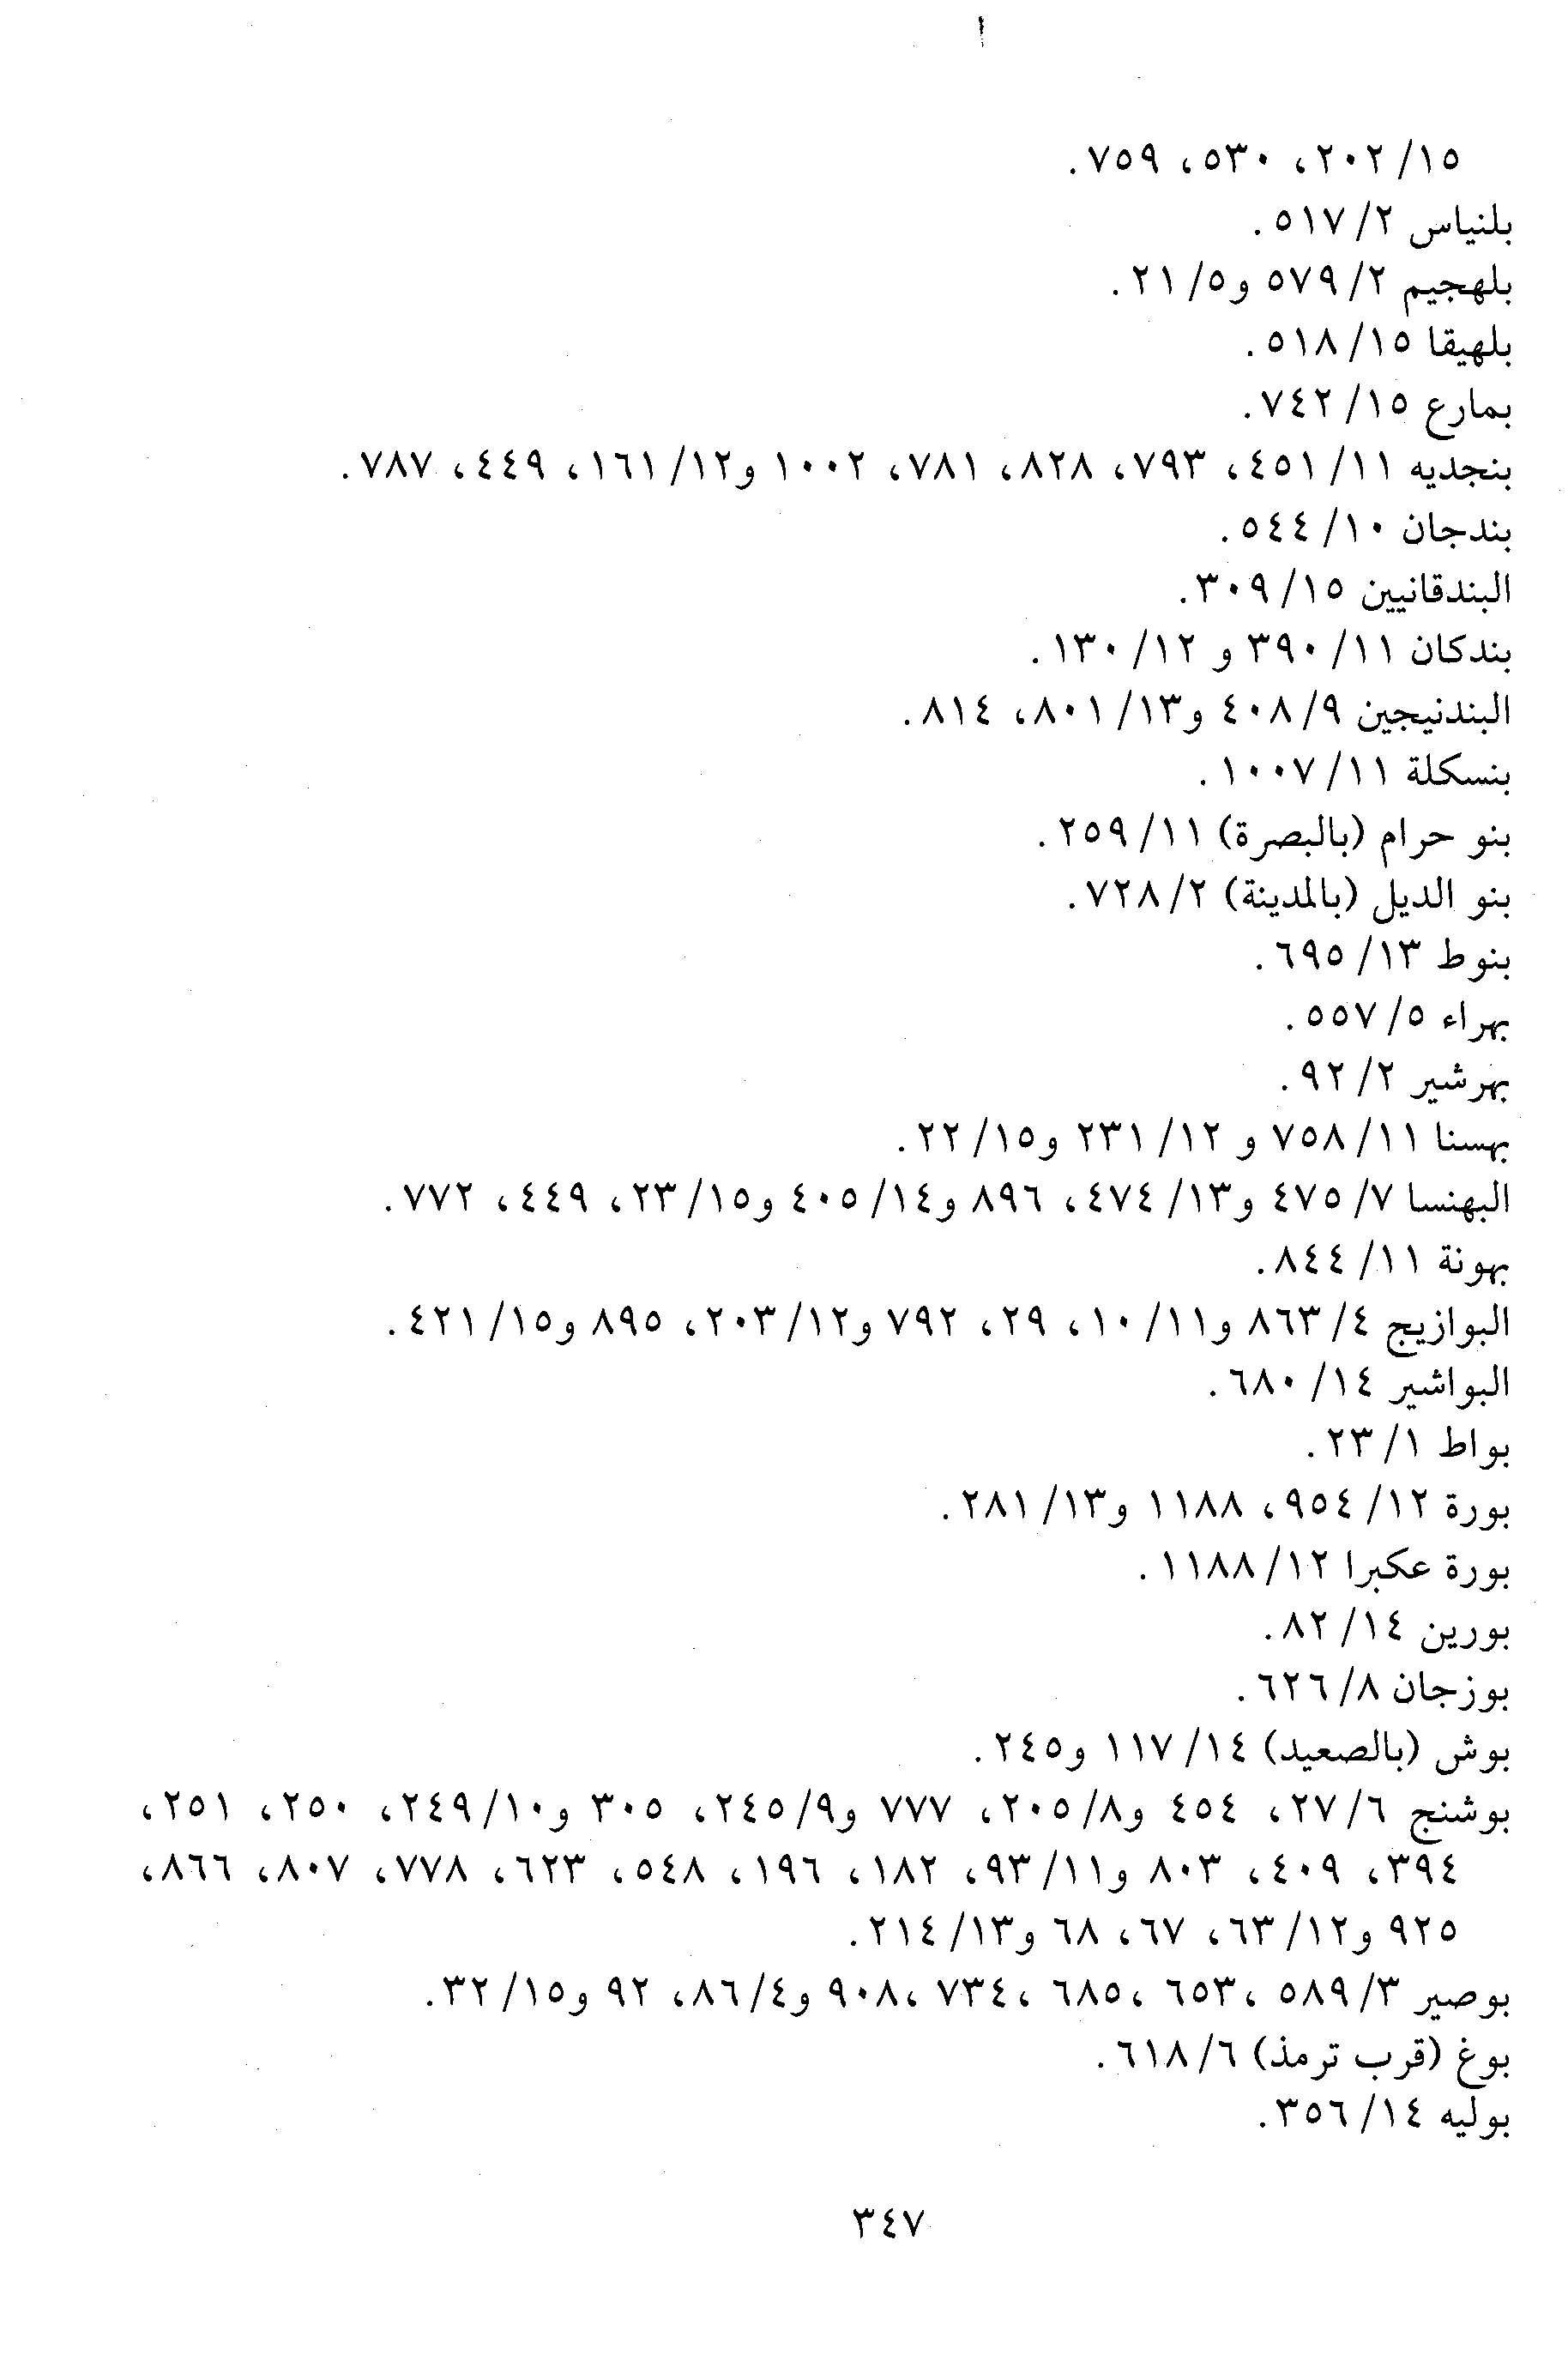 ١٥/ ٢٠٢، ٥٣٠، ٧٥٩.
بلنياس ٢/ ٥١٧.
بلهجيم ٢/ ٥٧٩ و٥/ ٢١.
بلهيقا ١٥/ ٥١٨.
بمارع ١٥/ ٧٤٢.
بنجديه ١١/ ٤٥١، ٧٩٣، ٨٢٨، ٧٨١، ١٠٠٢ و١٢/ ١٦١، ٤٤٩، ٧٨٧.
بندجان ١٠/ ٥٤٤.
البندقانيين ١٥/ ٣٠٩.
بندكان ١١/ ٣٩٠ و ١٢/ ١٣٠.
البندنيجين ٩/ ٤٠٨ و١٣/ ٨٠١، ٨١٤.
بنسكلة ١١/ ١٠٠٧.
بنو حرام (بالبصرة) ١١/ ٢٥٩.
بنو الديل (بالمدينة) ٢/ ٧٢٨.
بنوط ١٣/ ٦٩٥.
بهراء ٥/ ٥٥٧.
بهرشير ٢/ ٩٢.
بهسنا ١١/ ٧٥٨ و ١٢/ ٢٣١ و١٥/ ٢٢.
البهنسا ٧/ ٤٧٥ و١٣/ ٤٧٤، ٨٩٦ و١٤/ ٤٠٥ و١٥/ ٢٣، ٤٤٩، ٧٧٢.
بهونة ١١/ ٨٤٤.
البوازيج ٤/ ٨٦٣ و١١/ ١٠، ٢٩، ٧٩٢ و١٢/ ٢٠٣، ٨٩٥ و١٥/ ٤٢١.
البواشير ١٤/ ٦٨٠.
بواط ١/ ٢٣.
بورة ١٢/ ٩٥٤، ١١٨٨ و١٣/ ٢٨١.
بورة عكبرا ١٢/ ١١٨٨.
بورين ١٤/ ٨٢.
بوزجان ٨/ ٦٢٦.
بوش (بالصعيد) ١٤/ ١١٧ و٢٤٥.
بوشنج ٦/ ٢٧، ٤٥٤ و٨/ ٢٠٥، ٧٧٧ و٩/ ٢٤٥، ٣٠٥ و١٠/ ٢٤٩، ٢٥٠، ٢٥١،
٣٩٤، ٤٠٩، ٨٠٣ و١١/ ٩٣، ١٨٢، ١٩٦، ٥٤٨، ٦٢٣، ٧٧٨، ٨٠٧، ٨٦٦،
٩٢٥ و١٢/ ٦٣، ٦٧، ٦٨ و١٣/ ٢١٤.
بوصير ٣/ ٥٨٩ ،٦٥٣ ،٦٨٥ ،٧٣٤ ،٩٠٨ و٤/ ٨٦، ٩٢ و١٥/ ٣٢.
بوغ (قرب ترمذ) ٦/ ٦١٨.
بوليه ١٤/ ٣٥٦.
٣٤٧